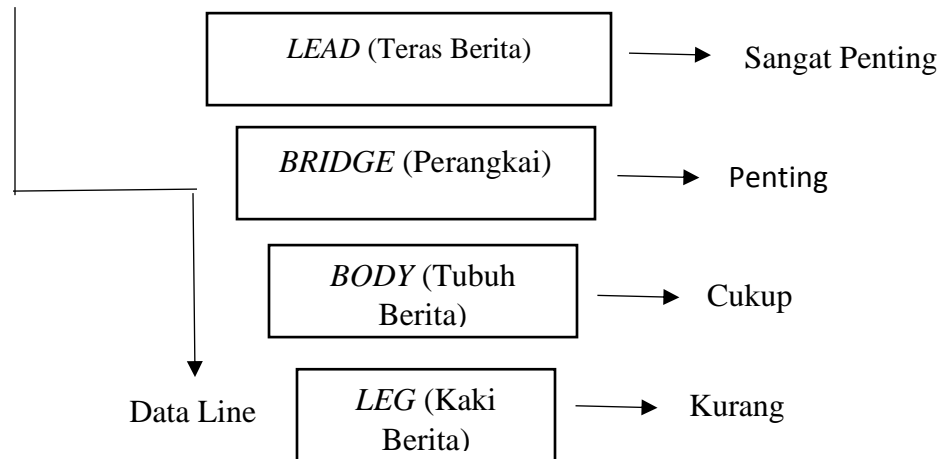 LEAD (Teras Berita)
Sangat Penting
BRIDGE (Perangkai)
Penting
BODY (Tubuh
Berita)
Cukup
Data Line
LEG (Kaki
Berita)
Kurang